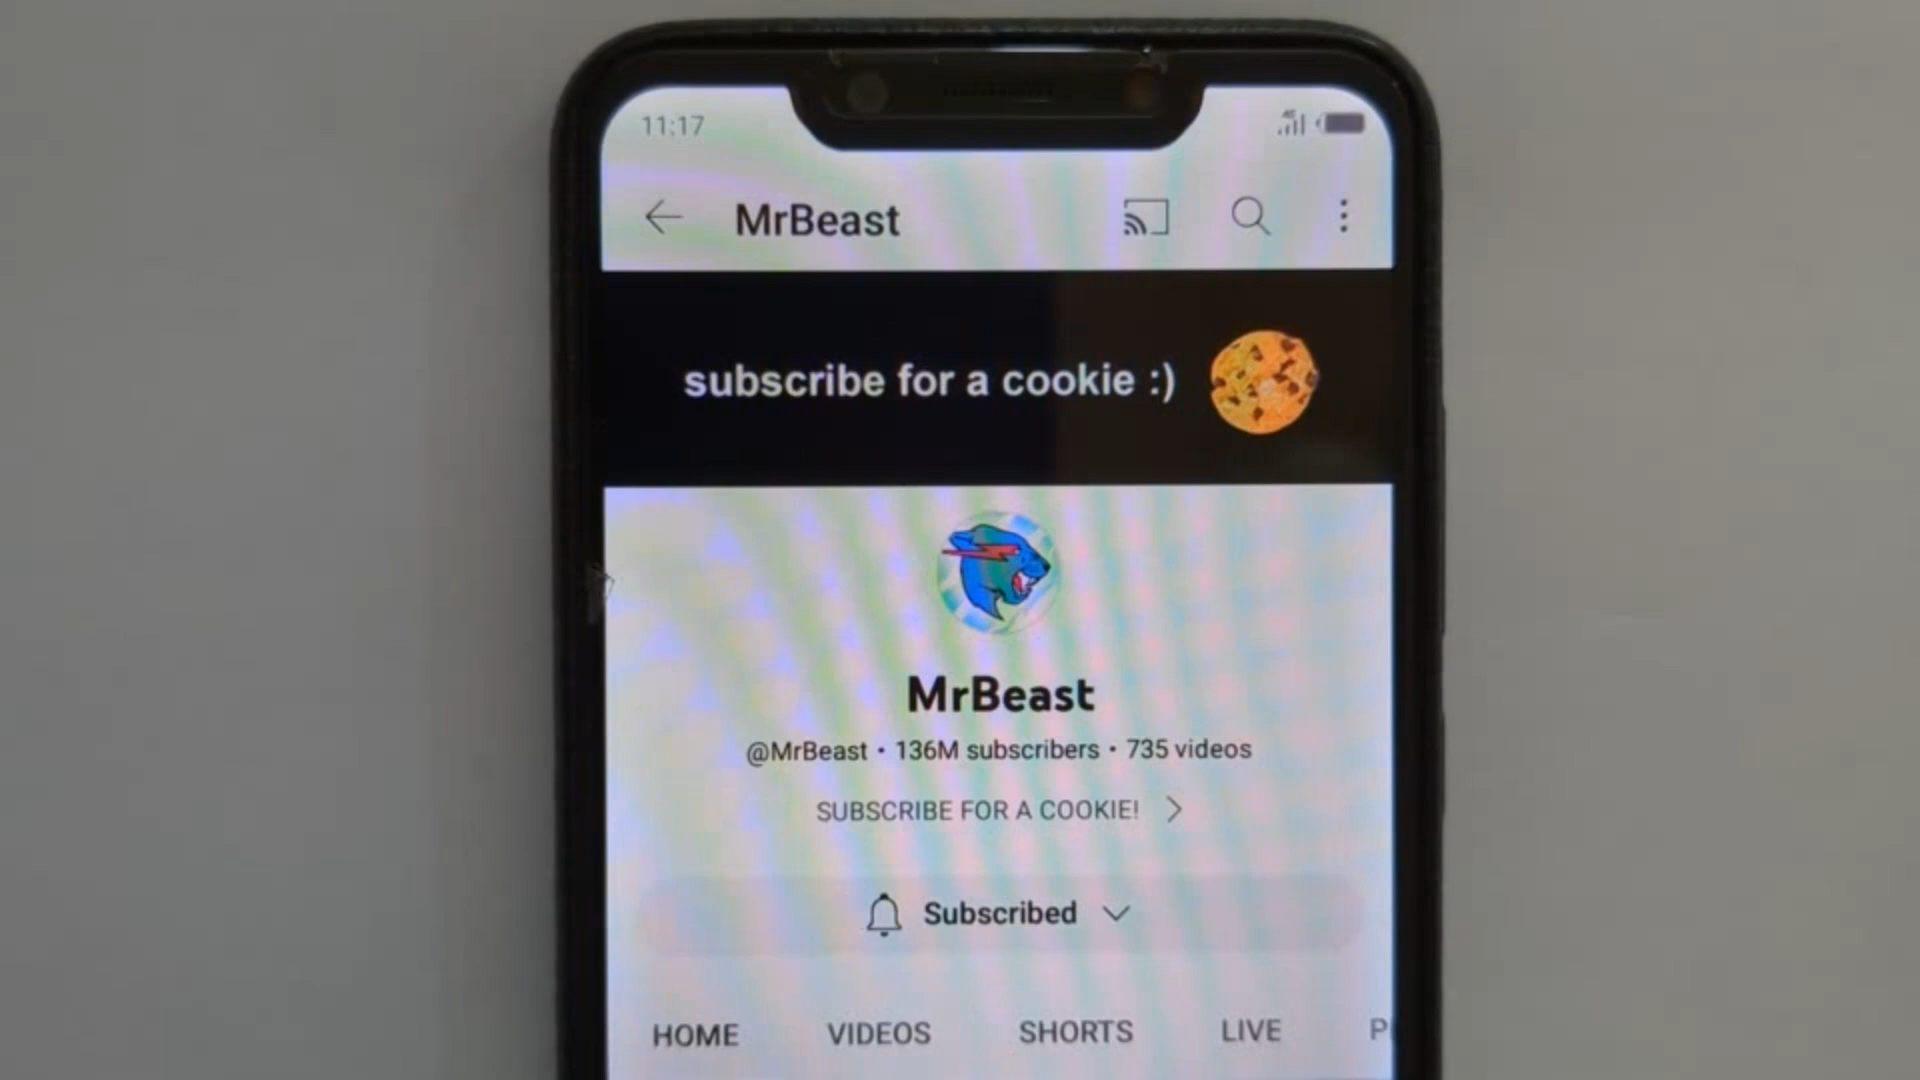 11:17
4G
MrBeast
subscribe for a cookie :)
MrBeast
@MrBeast • 136M subscribers • 735 videos
SUBSCRIBE FOR A COOKIE!
Subscribed
HOME VIDEOS SHORTS LIVE